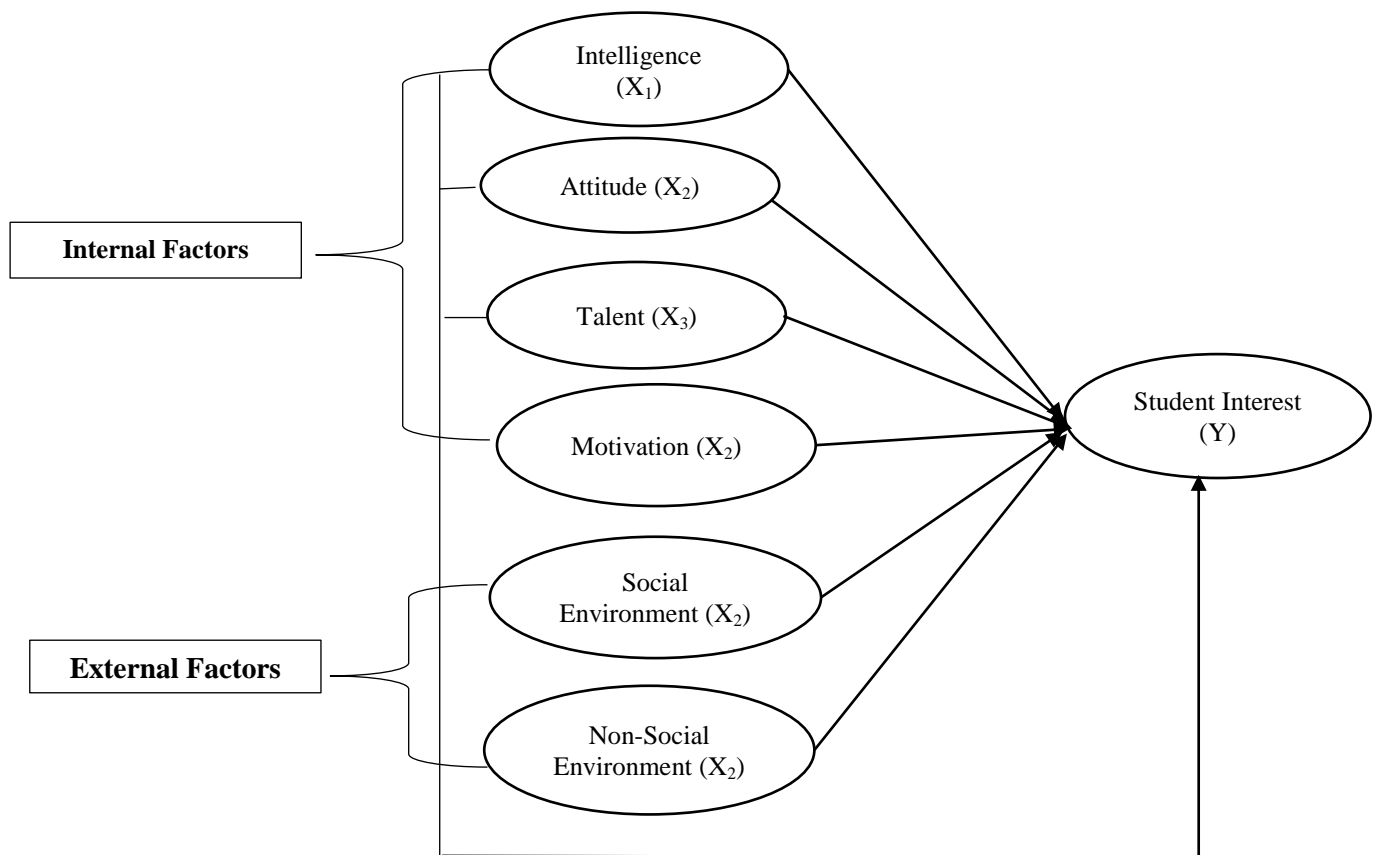 Intelligence
(X₁)
Attitude (X₂)
Internal Factors
Talent (X₃)
Student Interest
(Y)
Motivation (X₂)
Social
Environment (X₂)
External Factors
Non-Social
Environment (X₂)